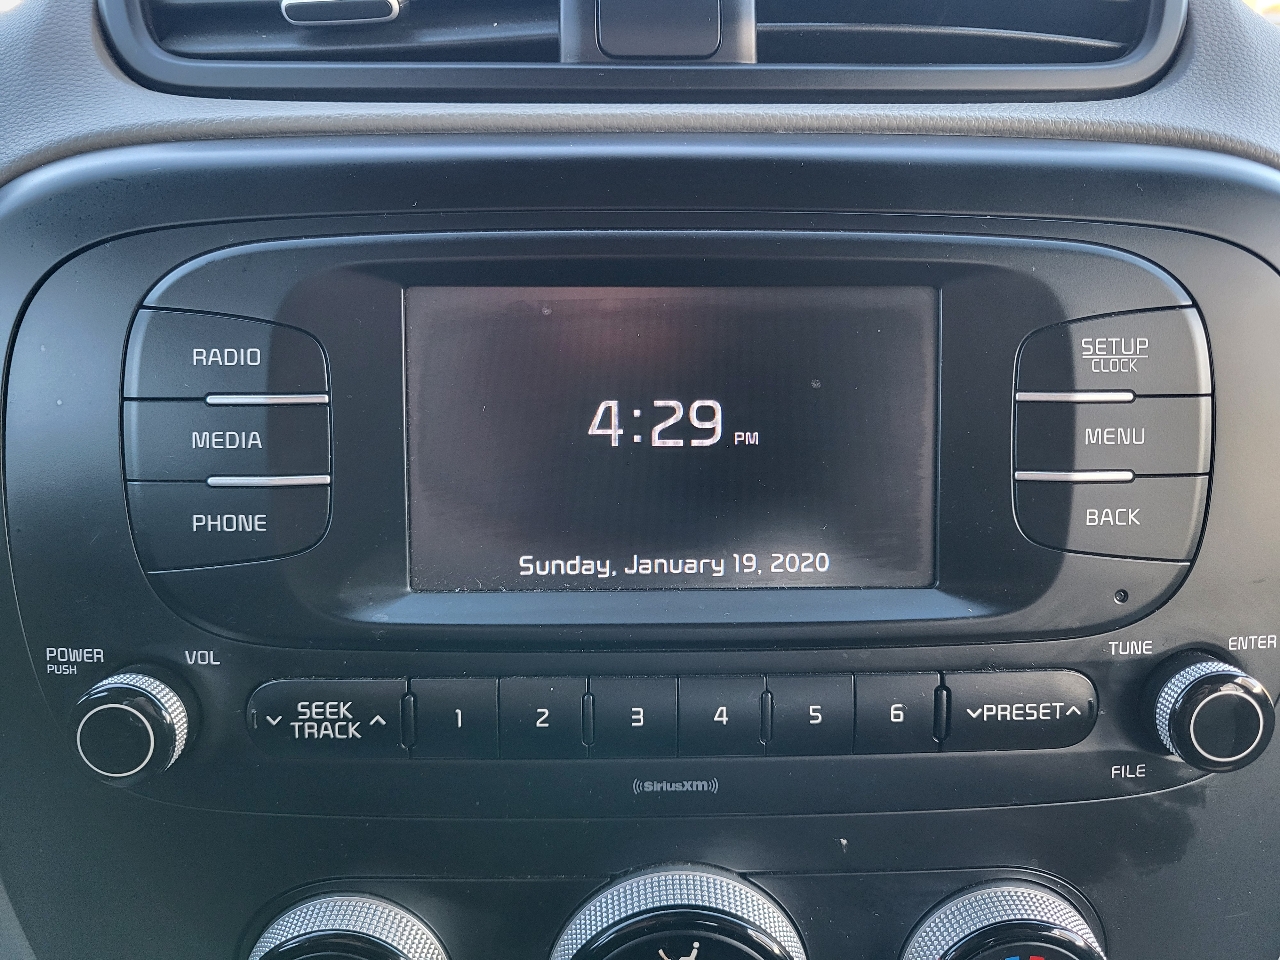 RADIO
MEDIA
PHONE
4:29 PM
Sunday, January 19, 2020
SETUP
CLOCK
MENU
BACK
POWER
PUSH
VOL
SEEK
TRACK
1
2
3
4
5
6
PRESET
TUNE
ENTER
FILE
SiriusXM